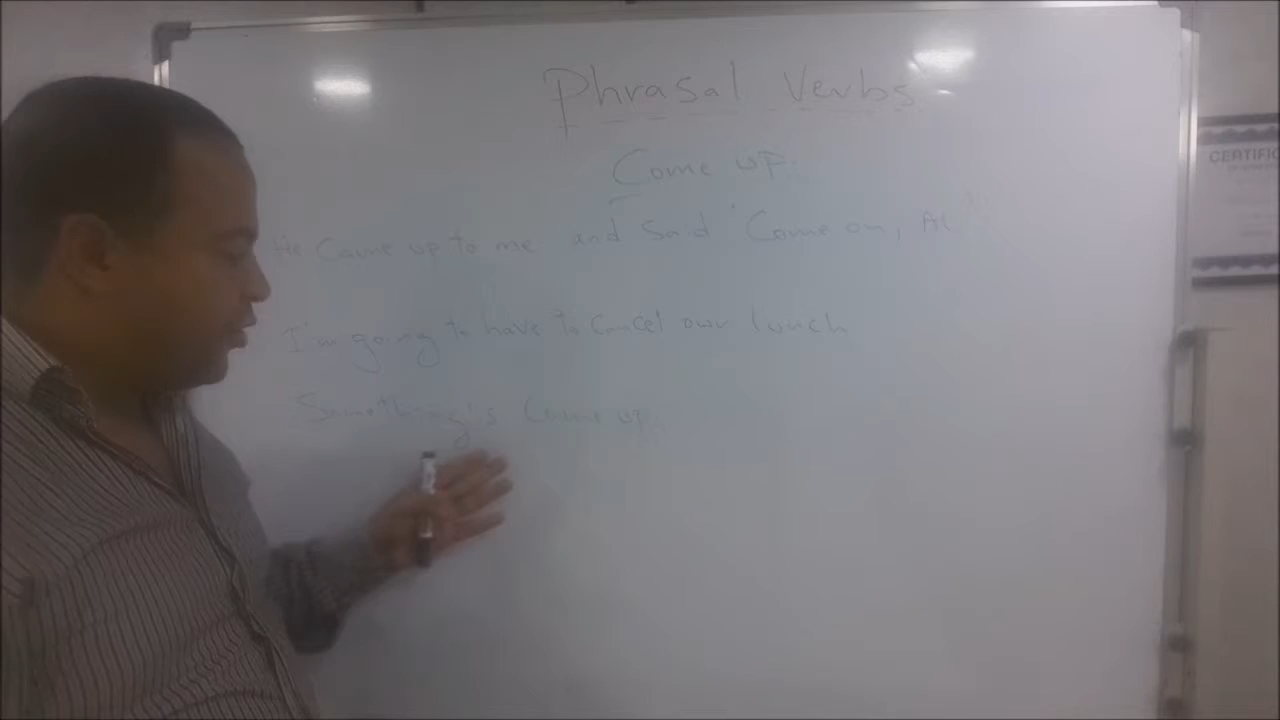 Phrasal Verbs
Come up.
He Came up to me and Said "Come on, Al"
I'm going to have to Cancel our lunch
Something's Come up.
CERTIFIC